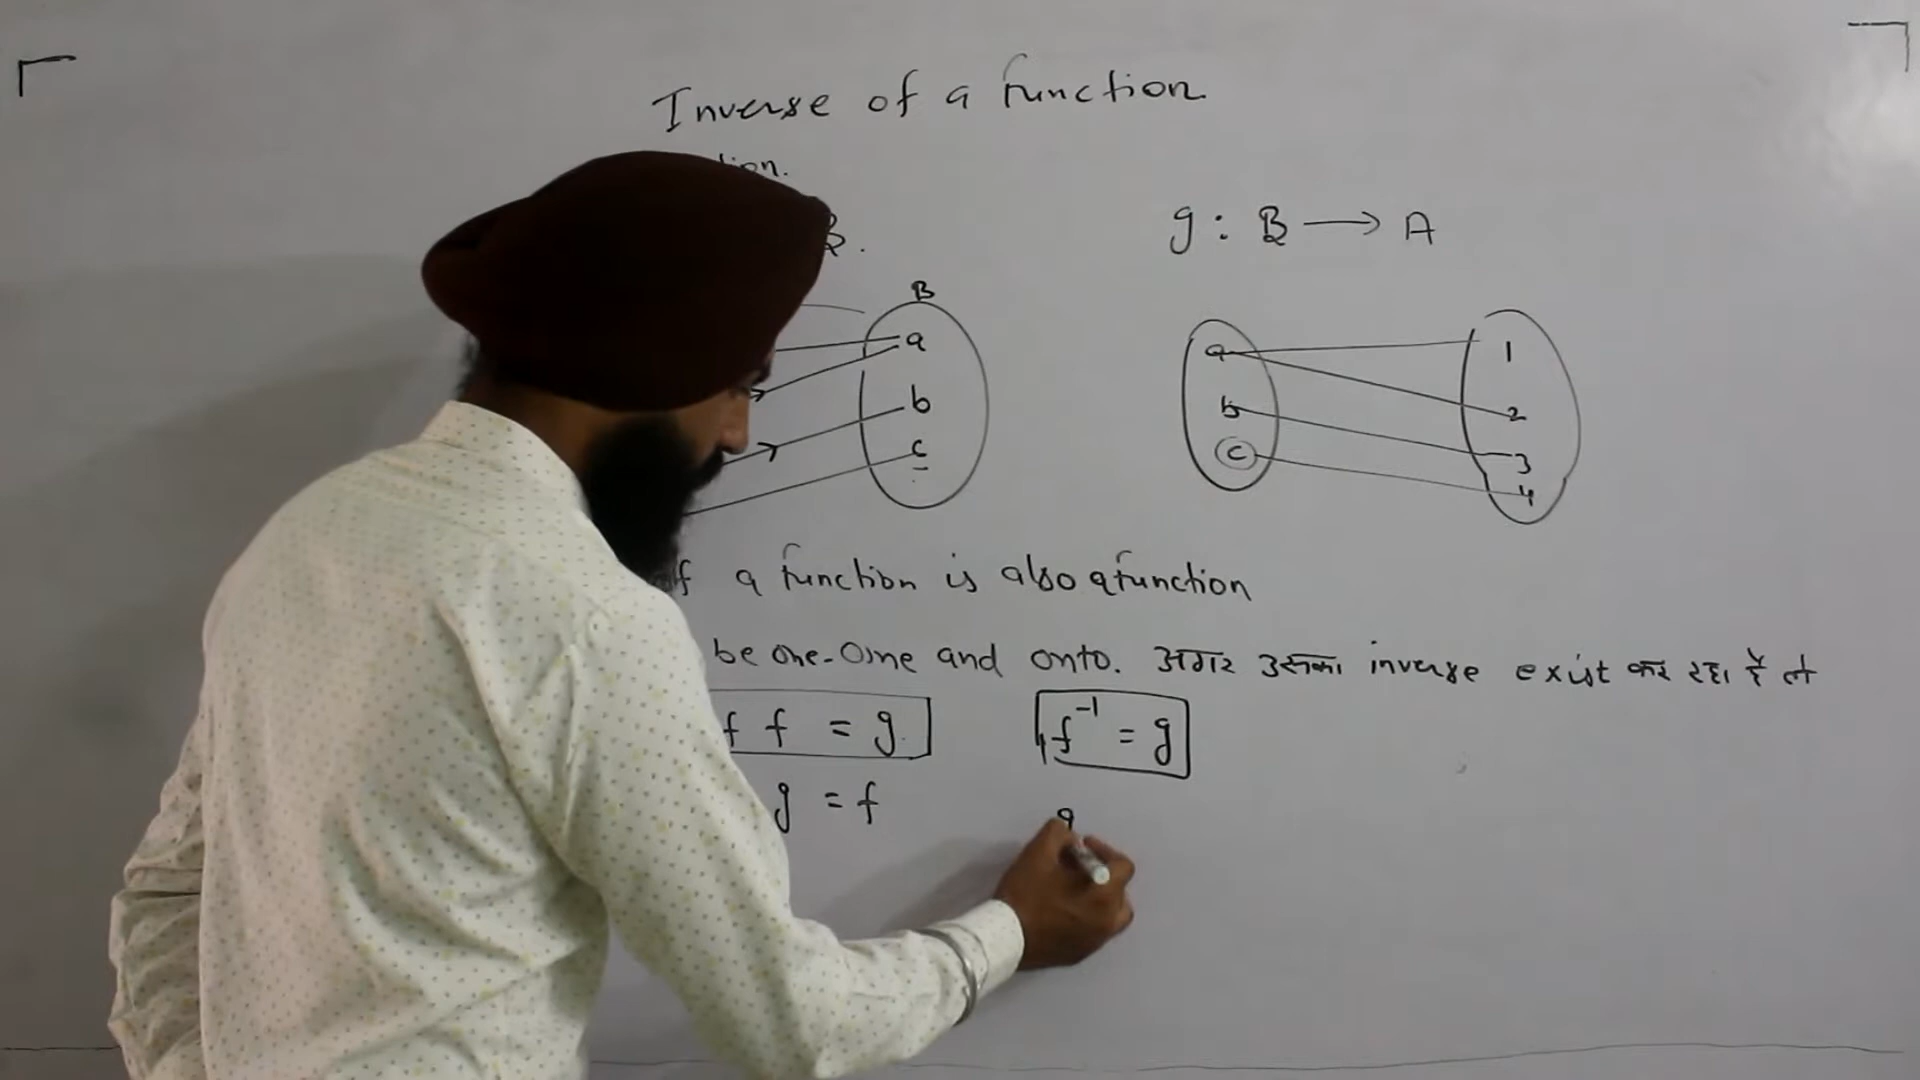 Inverse of a function
g : B → A
B
a
b
c
a
b
c
1
2
3
4
a function is also a function
be one-one and onto. अगर उसका inverse exist कर रहा है
f = g
f⁻¹ = g
g = f
g